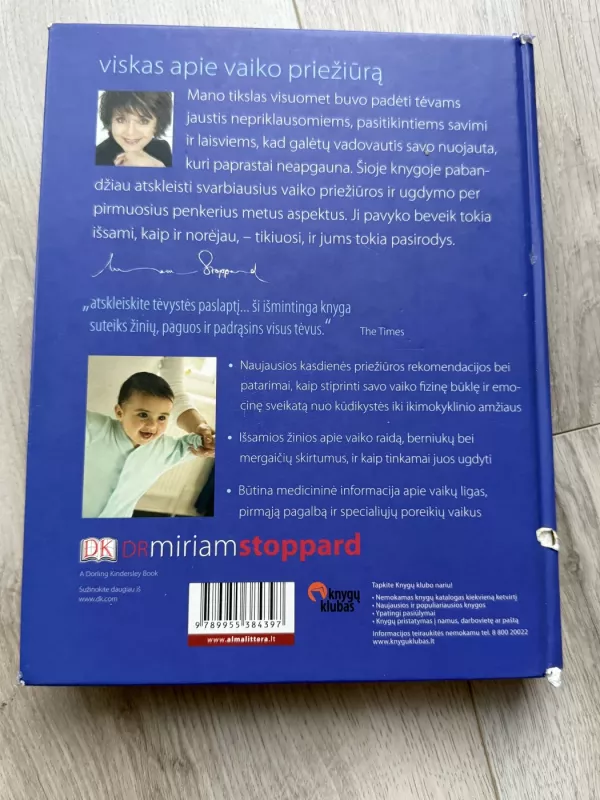 viskas apie vaiko priežiūrą
Mano tikslas visuomet buvo padėti tėvams
jaustis nepriklausomiems, pasitikintiems savimi
ir laisviems, kad galėtų vadovautis savo nuojauta,
kuri paprastai neapgauna. Šioje knygoje paban-
džiau atskleisti svarbiausius vaiko priežiūros ir ugdymo per
pirmuosius penkerius metus aspektus. Ji pavyko beveik tokia
išsami, kaip ir norėjau, – tikiuosi, ir jums tokia pasirodys.
Miriam Stoppard
„atskleiskite tėvystės paslaptį... ši išmintinga knyga
suteiks žinių, paguos ir padrąsins visus tėvus.“ The Times
• Naujausios kasdienės priežiūros rekomendacijos bei
patarimai, kaip stiprinti savo vaiko fizinę būklę ir emo-
cinę sveikatą nuo kūdikystės iki ikimokyklinio amžiaus
• Išsamios žinios apie vaiko raidą, berniukų bei
mergaičių skirtumus, ir kaip tinkamai juos ugdyti
• Būtina medicininė informacija apie vaikų ligas,
pirmąją pagalbą ir specialiųjų poreikių vaikus
DK DRmiriamstoppard
A Dorling Kindersley Book
Sužinokite daugiau iš
www.dk.com
9 789955 384397
www.almalittera.lt
knygų
klubas
Tapkite Knygų klubo nariu!
• Nemokamas knygų katalogas kiekvieną ketvirtį
• Naujausios ir populiariausios knygos
• Ypatingi pasiūlymai
• Knygų pristatymas į namus, darbovietę ar paštą
Informacijos teiraukitės nemokamu tel. 8 800 20022
www.knyguklubas.lt